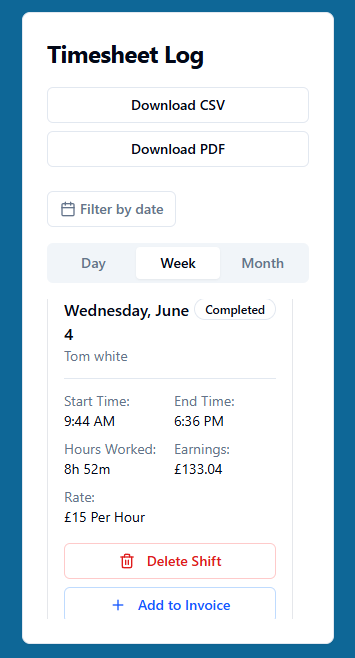 Timesheet Log
Download CSV
Download PDF
Filter by date
Day Week Month
Wednesday, June Completed
4
Tom white
Start Time: End Time:
9:44 AM 6:36 PM
Hours Worked: Earnings:
8h 52m £133.04
Rate:
£15 Per Hour
Delete Shift
Add to Invoice